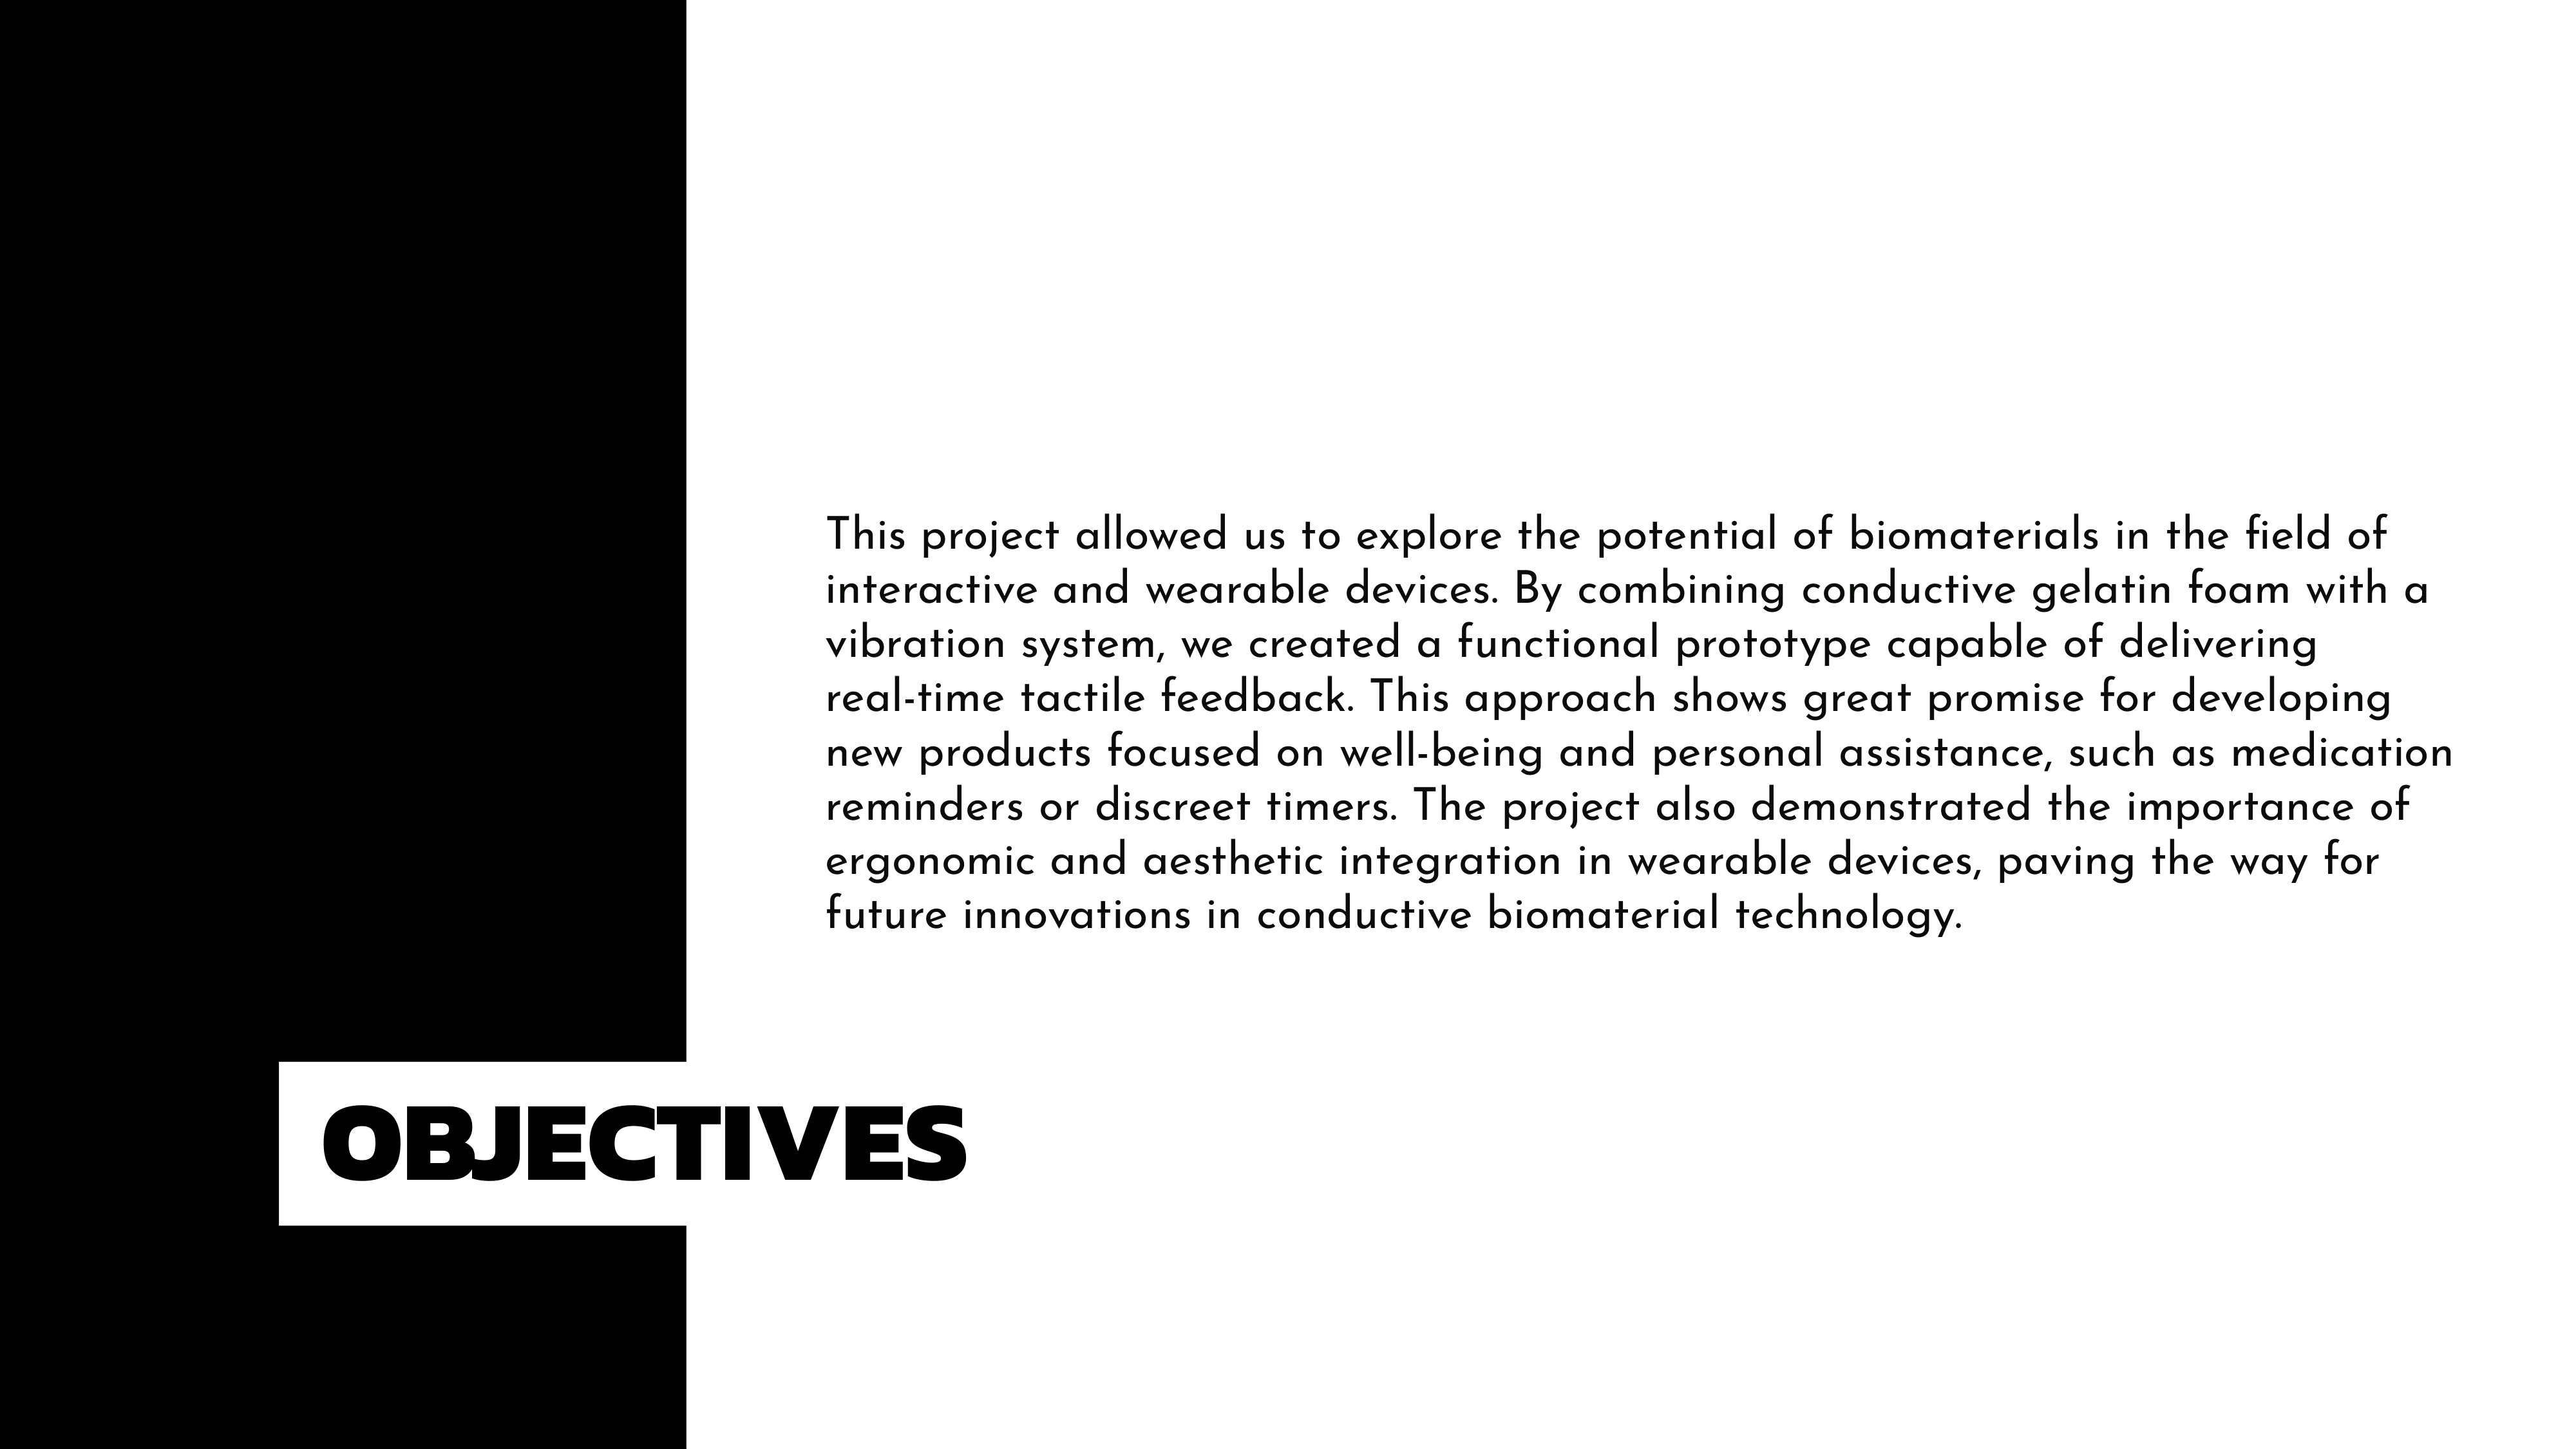 This project allowed us to explore the potential of biomaterials in the field of
interactive and wearable devices. By combining conductive gelatin foam with a
vibration system, we created a functional prototype capable of delivering
real-time tactile feedback. This approach shows great promise for developing
new products focused on well-being and personal assistance, such as medication
reminders or discreet timers. The project also demonstrated the importance of
ergonomic and aesthetic integration in wearable devices, paving the way for
future innovations in conductive biomaterial technology.
OBJECTIVES